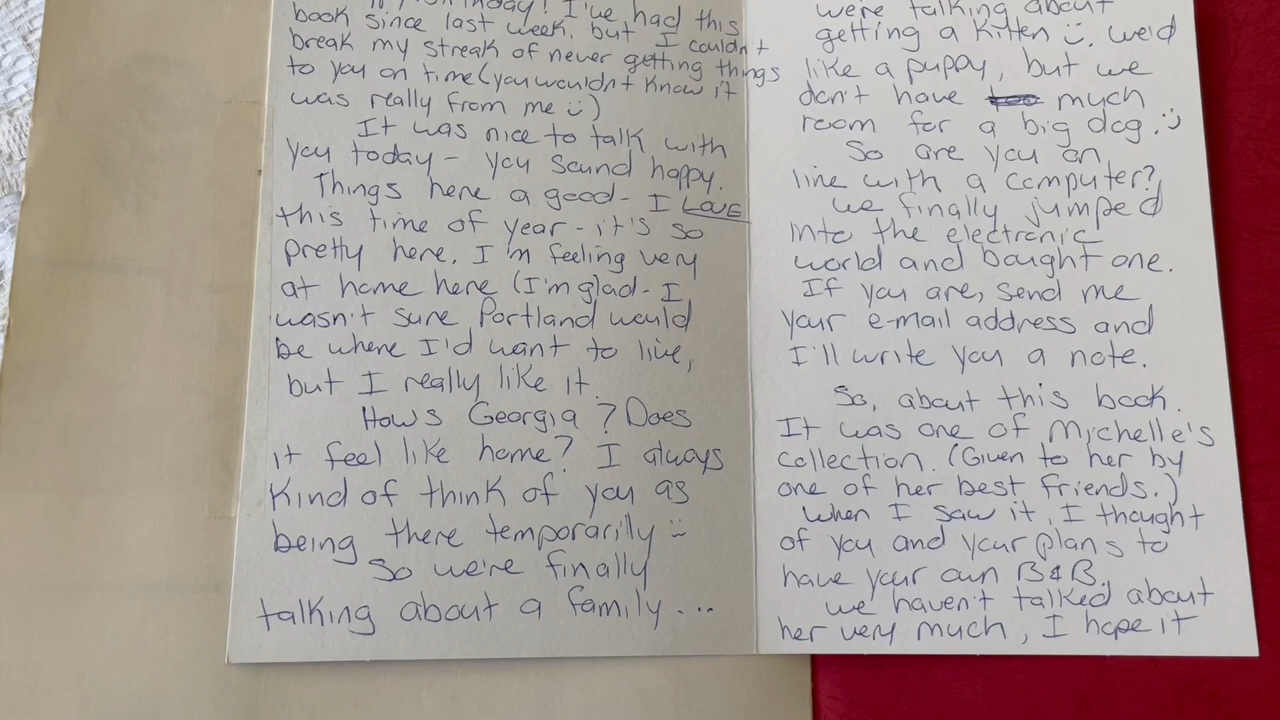 Birthday! I've had this
book since last week, but I couldn't
break my streak of never getting things
to you on time (you wouldn't know it
was really from me :)
It was nice to talk with
you today - you sound happy.
Things here a good - I LOVE
this time of year - it's so
pretty here. I'm feeling very
at home here (I'm glad - I
wasn't sure Portland would
be where I'd want to live,
but I really like it.
How's Georgia? Does
it feel like home? I always
kind of think of you as
being there temporarily :)
So we're finally
talking about a family...
were talking about
getting a kitten :). we'd
like a puppy, but we
don't have much
room for a big dog. :)
So are you on
line with a computer?
We finally jumped
into the electronic
world and bought one.
If you are, send me
your e-mail address and
I'll write you a note.
So, about this book.
It was one of Michelle's
collection. (Given to her by
one of her best friends.)
When I saw it, I thought
of you and your plans to
have your own B&B.
We haven't talked about
her very much, I hope it